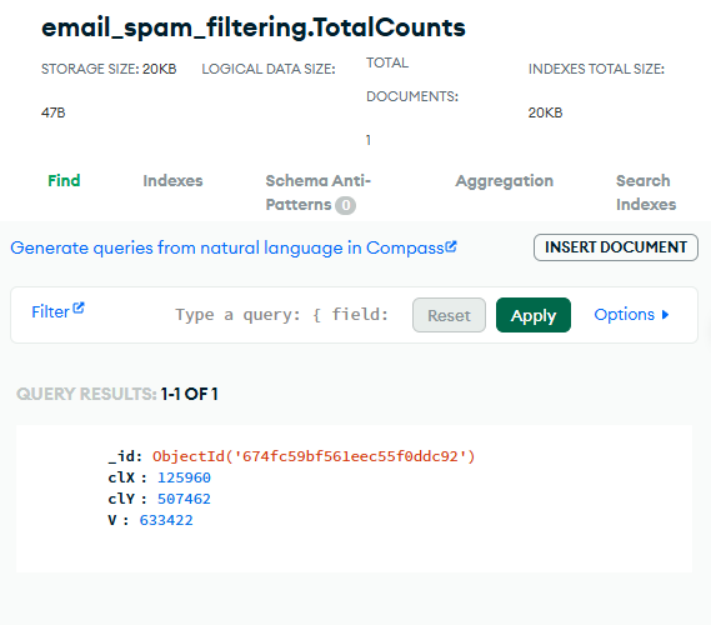 email_spam_filtering.TotalCounts
STORAGE SIZE: 20KB
LOGICAL DATA SIZE:
47B
TOTAL
DOCUMENTS:
1
INDEXES TOTAL SIZE:
20KB
Find
Indexes
Schema Anti-
Patterns 0
Aggregation
Search
Indexes
Generate queries from natural language in Compass
INSERT DOCUMENT
Filter
Type a query: { field:
Reset
Apply
Options
QUERY RESULTS: 1-1 OF 1
_id: ObjectId('674fc59bf561eec55f0ddc92')
clX : 125960
clY : 507462
V : 633422